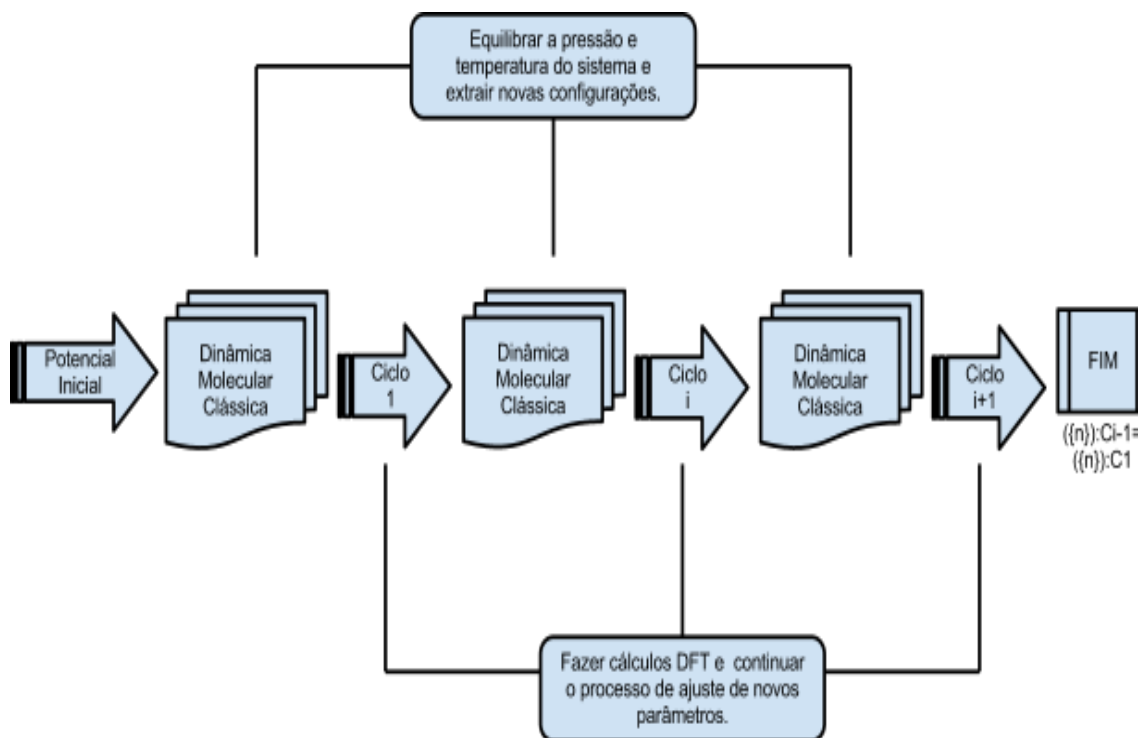 Equilibrar a pressão e
temperatura do sistema e
extrair novas configurações.
Potencial
Inicial
Dinâmica
Molecular
Clássica
Ciclo
1
Dinâmica
Molecular
Clássica
Ciclo
i
Dinâmica
Molecular
Clássica
Ciclo
i+1
FIM
({n}):Ci-1=
({n}):C1
Fazer cálculos DFT e continuar
o processo de ajuste de novos
parâmetros.